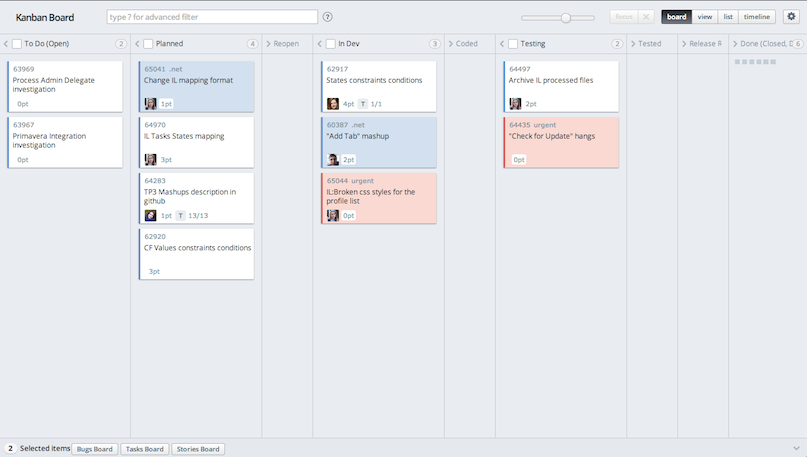 Kanban Board
type ? for advanced filter
?
focus
board
view
list
timeline
To Do (Open)
2
Planned
4
Reopen
In Dev
3
Coded
Testing
2
Tested
Release R
Done (Closed, D
6
63969
Process Admin Delegate
investigation
0pt
63967
Primavera Integration
investigation
0pt
65041 .net
Change IL mapping format
1pt
64970
IL Tasks States mapping
3pt
64283
TP3 Mashups description in
github
1pt T 13/13
62920
CF Values constraints conditions
3pt
62917
States constraints conditions
4pt T 1/1
60387 .net
"Add Tab" mashup
2pt
65044 urgent
IL:Broken css styles for the
profile list
0pt
64497
Archive IL processed files
2pt
64435 urgent
"Check for Update" hangs
0pt
2 Selected items Bugs Board Tasks Board Stories Board